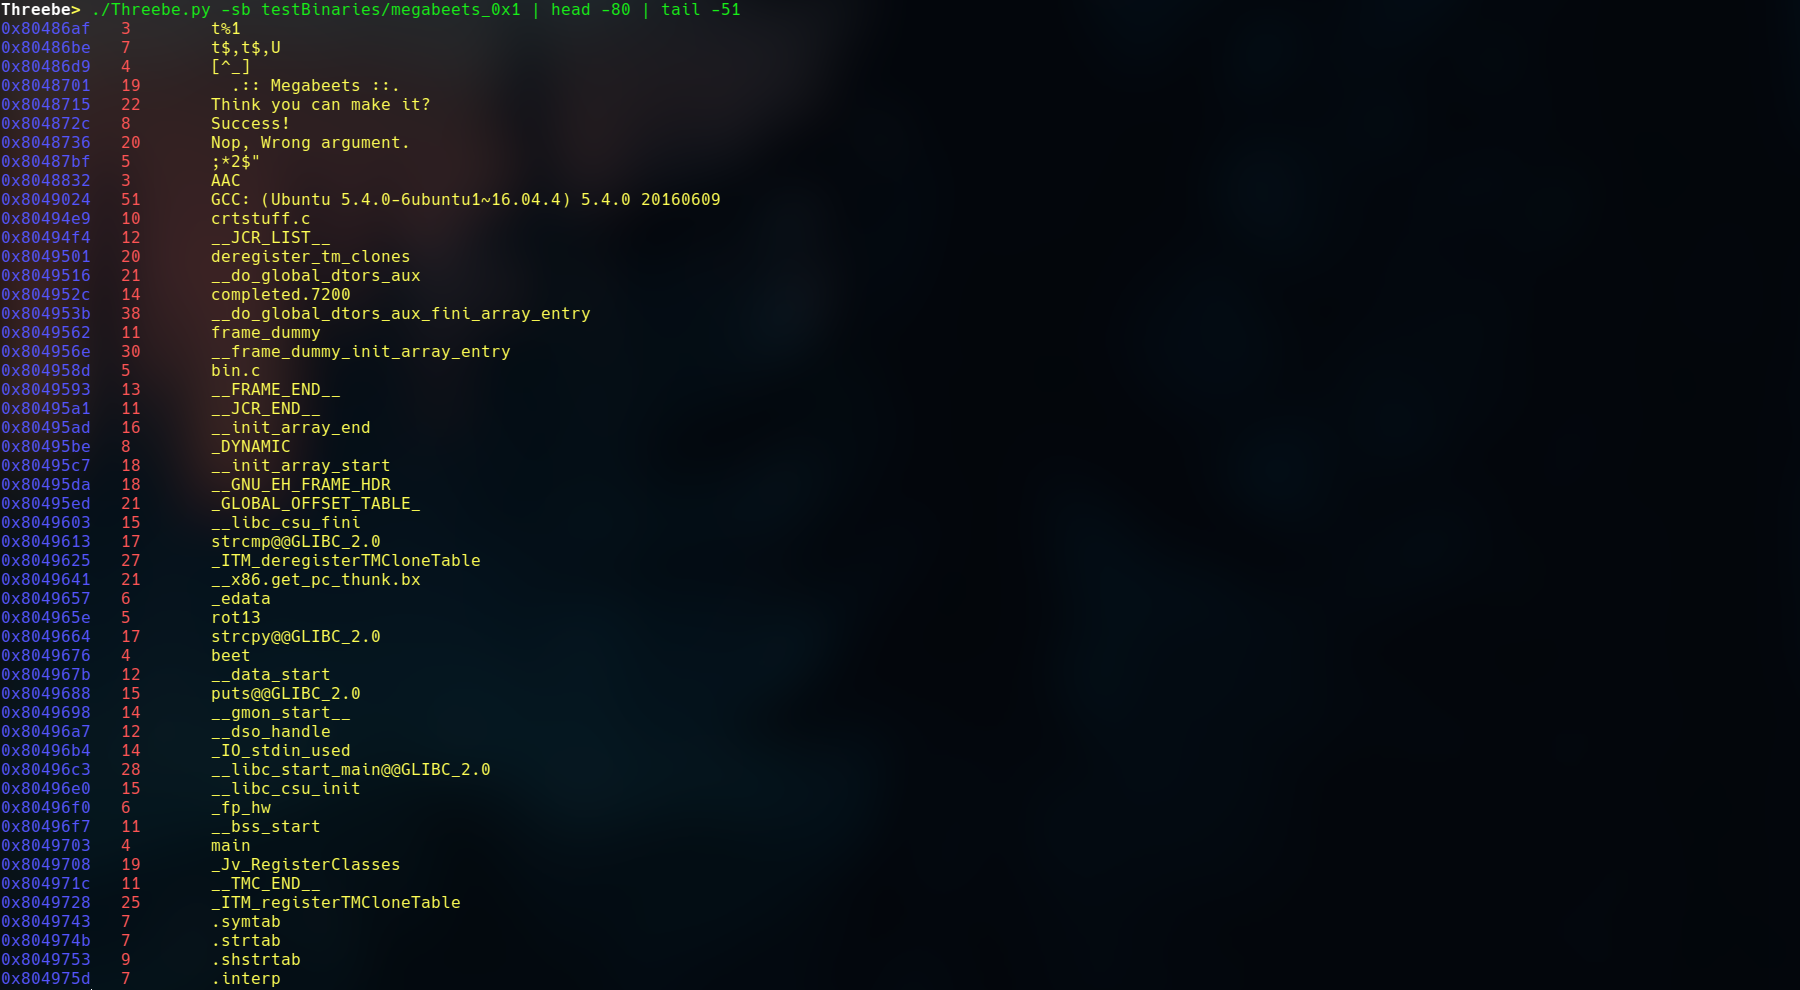 Threebe> ./Threebe.py -sb testBinaries/megabeets_0x1 | head -80 | tail -51
0x80486af 3 t%1
0x80486be 7 t$,t$,U
0x80486d9 4 [^_]
0x8048701 19 .:: Megabeets ::.
0x8048715 22 Think you can make it?
0x804872c 8 Success!
0x8048736 20 Nop, Wrong argument.
0x80487bf 5 ;*2$"
0x8048832 3 AAC
0x8049024 51 GCC: (Ubuntu 5.4.0-6ubuntu1~16.04.4) 5.4.0 20160609
0x80494e9 10 crtstuff.c
0x80494f4 12 __JCR_LIST__
0x8049501 20 deregister_tm_clones
0x8049516 21 __do_global_dtors_aux
0x804952c 14 completed.7200
0x804953b 38 __do_global_dtors_aux_fini_array_entry
0x8049562 11 frame_dummy
0x804956e 30 __frame_dummy_init_array_entry
0x804958d 5 bin.c
0x8049593 13 __FRAME_END__
0x80495a1 11 __JCR_END__
0x80495ad 16 __init_array_end
0x80495be 8 _DYNAMIC
0x80495c7 18 __init_array_start
0x80495da 18 __GNU_EH_FRAME_HDR
0x80495ed 21 _GLOBAL_OFFSET_TABLE_
0x8049603 15 __libc_csu_fini
0x8049613 17 strcmp@@GLIBC_2.0
0x8049625 27 _ITM_deregisterTMCloneTable
0x8049641 21 __x86.get_pc_thunk.bx
0x8049657 6 _edata
0x804965e 5 rot13
0x8049664 17 strcpy@@GLIBC_2.0
0x8049676 4 beet
0x804967b 12 __data_start
0x8049688 15 puts@@GLIBC_2.0
0x8049698 14 __gmon_start__
0x80496a7 12 __dso_handle
0x80496b4 14 _IO_stdin_used
0x80496c3 28 __libc_start_main@@GLIBC_2.0
0x80496e0 15 __libc_csu_init
0x80496f0 6 _fp_hw
0x80496f7 11 __bss_start
0x8049703 4 main
0x8049708 19 _Jv_RegisterClasses
0x804971c 11 __TMC_END__
0x8049728 25 _ITM_registerTMCloneTable
0x8049743 7 .symtab
0x804974b 7 .strtab
0x8049753 9 .shstrtab
0x804975d 7 .interp